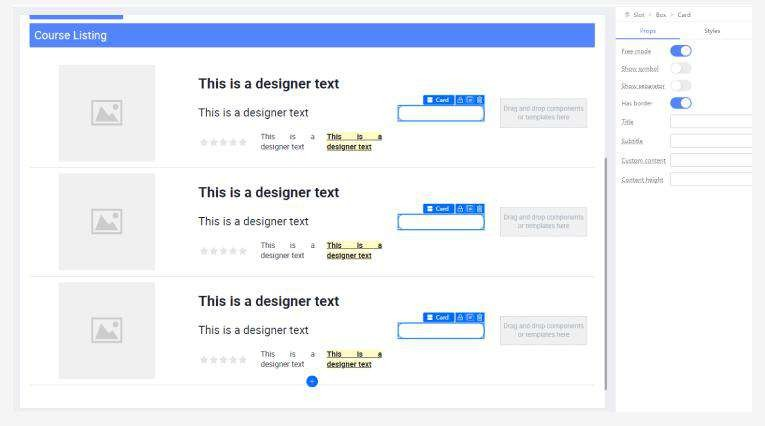 Slot > Box > Card
Course Listing
Props
Styles
Free mode
Show symbol
Show separator
Has border
Title
Subtitle
Custom content
Content height
This is a designer text
This is a designer text
This is a designer text
This is a designer text
Card
Drag and drop components or templates here
This is a designer text
This is a designer text
This is a designer text
This is a designer text
Card
Drag and drop components or templates here
This is a designer text
This is a designer text
This is a designer text
This is a designer text
Card
Drag and drop components or templates here